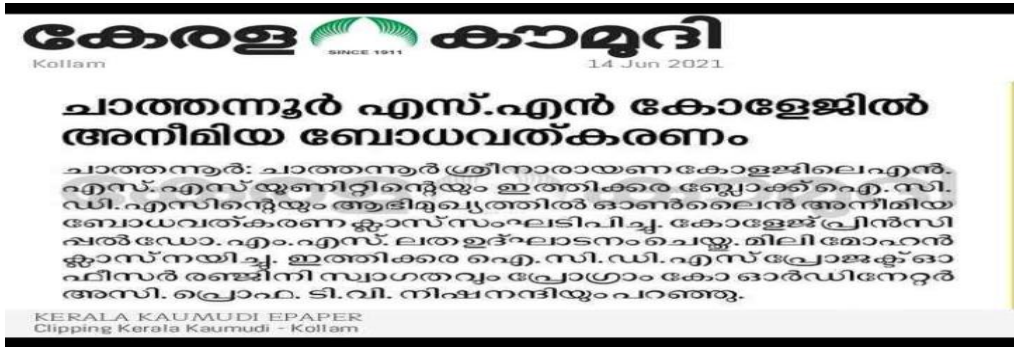 കേരള കൗമുദി
SINCE 1911
Kollam 14 Jun 2021
ചാത്തന്നൂർ എസ്.എൻ കോളേജിൽ
അനീമിയ ബോധവത്കരണം
ചാത്തന്നൂർ: ചാത്തന്നൂർ ശ്രീനാരായണ കോളജിലെ എൻ.
എസ്.എസ് യൂണിറ്റിന്റെയും ഇത്തിക്കര ബ്ലോക്ക് ഐ.സി.
ഡി.എസിന്റെയും ആഭിമുഖ്യത്തിൽ ഓൺലൈൻ അനീമിയ
ബോധവത്കരണ ക്ലാസ് സംഘടിപിച്ചു. കോളേജ് പ്രിൻസി
പ്പൽ ഡോ. എം.എസ്. ലത ഉദ്ഘാടനം ചെയ്തു. മിലി മോഹൻ
ക്ലാസ് നയിച്ചു. ഇത്തിക്കര ഐ.സി.ഡി.എസ് പ്രോജക്ട് ഓ
ഫീസർ രഞ്ജിനി സ്വാഗതവും പ്രോഗ്രാം കോ ഓർഡിനേറ്റർ
അസി. പ്രൊഫ. ടി.വി. നിഷ നന്ദിയും പറഞ്ഞു.
KERALA KAUMUDI EPAPER
Clipping Kerala Kaumudi - Kollam